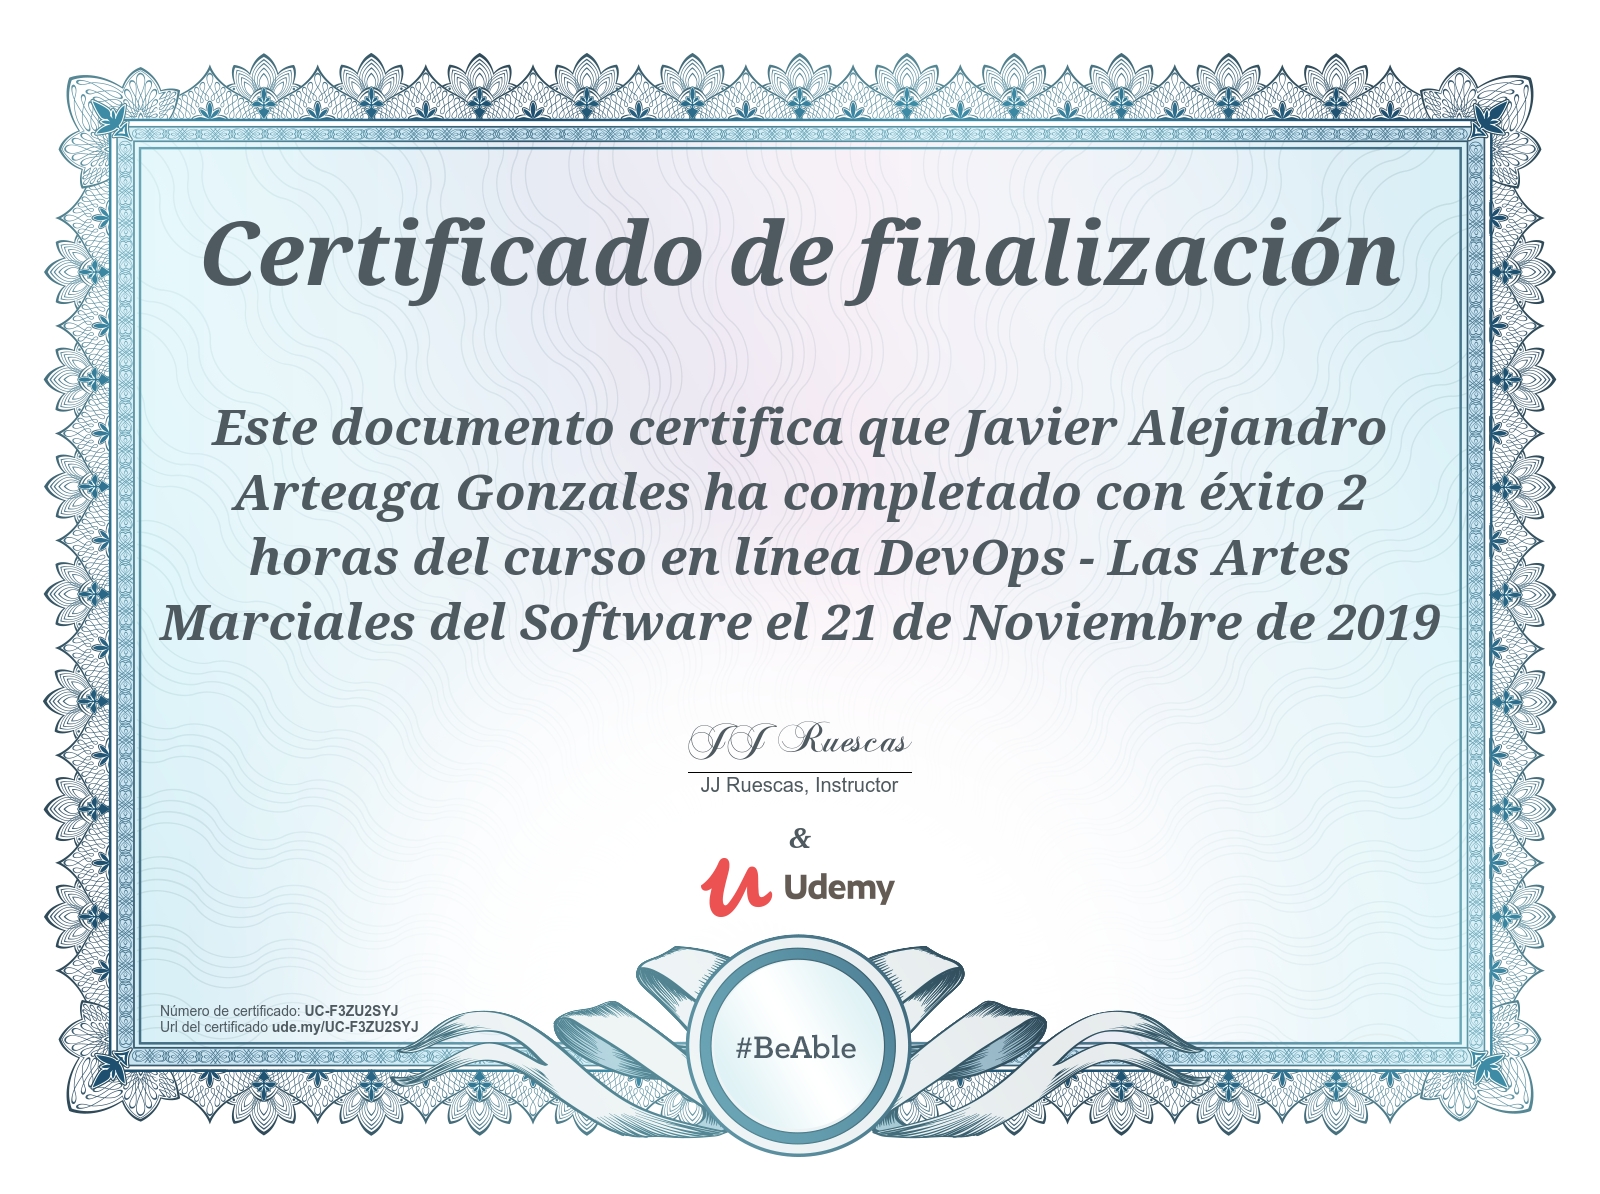 Certificado de finalización
Este documento certifica que Javier Alejandro
Arteaga Gonzales ha completado con éxito 2
horas del curso en línea DevOps - Las Artes
Marciales del Software el 21 de Noviembre de 2019
JJ Ruescas
JJ Ruescas, Instructor
&
Udemy
Número de certificado: UC-F3ZU2SYJ
Url del certificado ude.my/UC-F3ZU2SYJ
#BeAble